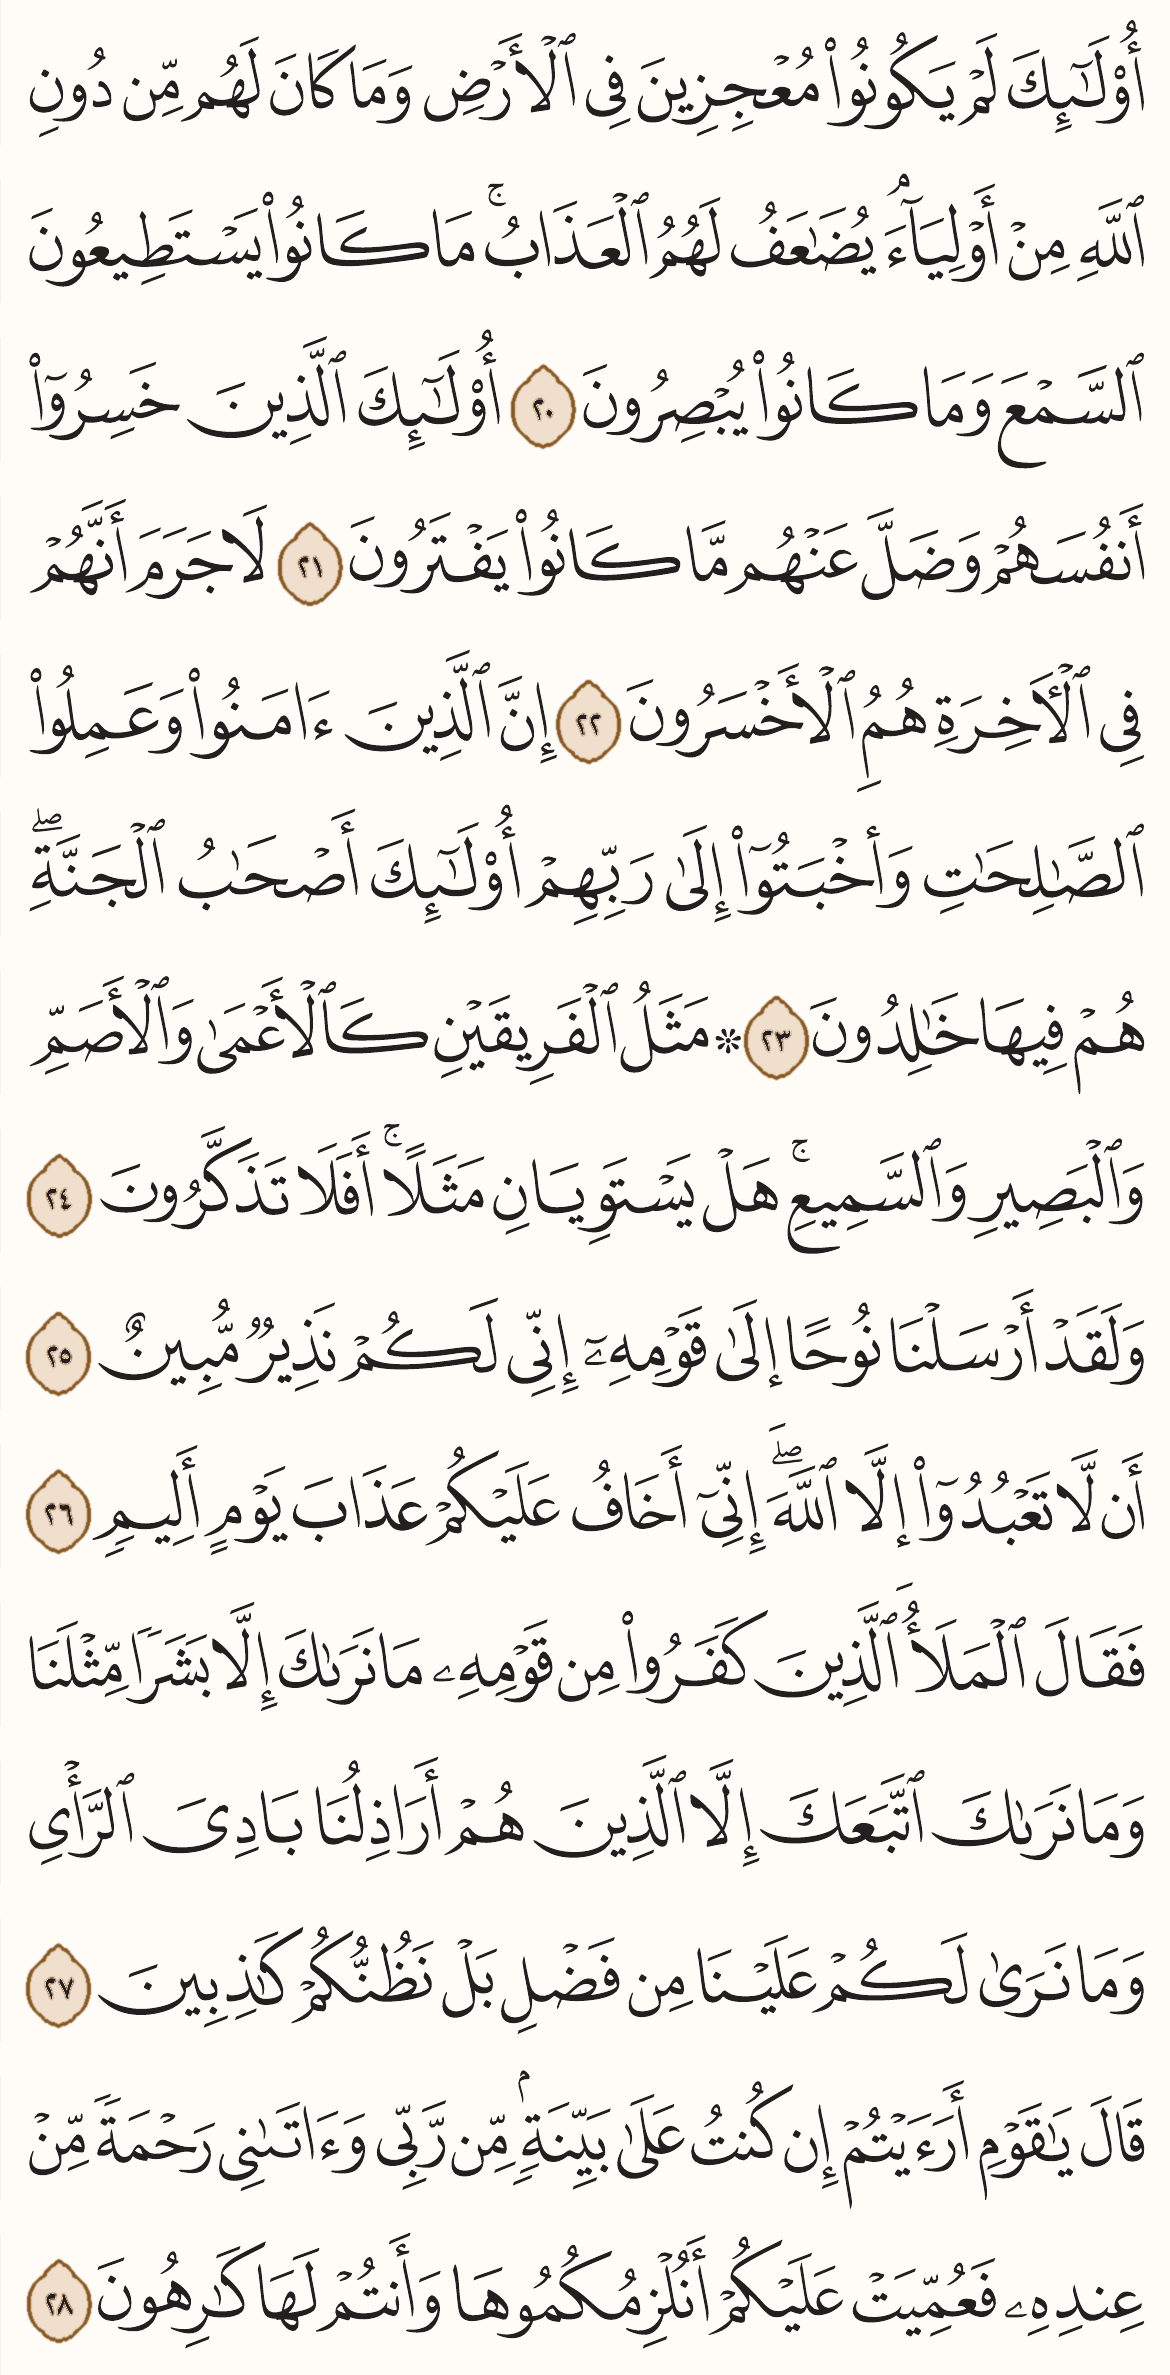 أُوْلَٰٓئِكَ لَمْ يَكُونُواْ مُعْجِزِينَ فِى ٱلْأَرْضِ وَمَا كَانَ لَهُم مِّن دُونِ
ٱللَّهِ مِنْ أَوْلِيَآءَ ۘ يُضَٰعَفُ لَهُمُ ٱلْعَذَابُ ۚ مَا كَانُواْ يَسْتَطِيعُونَ
ٱلسَّمْعَ وَمَا كَانُواْ يُبْصِرُونَ ٢٠ أُوْلَٰٓئِكَ ٱلَّذِينَ خَسِرُوٓاْ
أَنفُسَهُمْ وَضَلَّ عَنْهُم مَّا كَانُواْ يَفْتَرُونَ ٢١ لَا جَرَمَ أَنَّهُمْ
فِى ٱلْأَخِرَةِ هُمُ ٱلْأَخْسَرُونَ ٢٢ إِنَّ ٱلَّذِينَ ءَامَنُواْ وَعَمِلُواْ
ٱلصَّٰلِحَٰتِ وَأَخْبَتُوٓاْ إِلَىٰ رَبِّهِمْ أُوْلَٰٓئِكَ أَصْحَٰبُ ٱلْجَنَّةِ ۖ
هُمْ فِيهَا خَٰلِدُونَ ٢٣ ۞ مَثَلُ ٱلْفَرِيقَيْنِ كَٱلْأَعْمَىٰ وَٱلْأَصَمِّ
وَٱلْبَصِيرِ وَٱلسَّمِيعِ ۚ هَلْ يَسْتَوِيَانِ مَثَلًا ۚ أَفَلَا تَذَكَّرُونَ ٢٤
وَلَقَدْ أَرْسَلْنَا نُوحًا إِلَىٰ قَوْمِهِۦٓ إِنِّى لَكُمْ نَذِيرٌ مُّبِينٌ ٢٥
أَن لَّا تَعْبُدُوٓاْ إِلَّا ٱللَّهَ ۖ إِنِّىٓ أَخَافُ عَلَيْكُمْ عَذَابَ يَوْمٍ أَلِيمٍ ٢٦
فَقَالَ ٱلْمَلَأُ ٱلَّذِينَ كَفَرُواْ مِن قَوْمِهِۦ مَا نَرَىٰكَ إِلَّا بَشَرًا مِّثْلَنَا
وَمَا نَرَىٰكَ ٱتَّبَعَكَ إِلَّا ٱلَّذِينَ هُمْ أَرَاذِلُنَا بَادِىَ ٱلرَّأْىِ
وَمَا نَرَىٰ لَكُمْ عَلَيْنَا مِن فَضْلٍ بَلْ نَظُنُّكُمْ كَٰذِبِينَ ٢٧
قَالَ يَٰقَوْمِ أَرَءَيْتُمْ إِن كُنتُ عَلَىٰ بَيِّنَةٍ مِّن رَّبِّى وَءَاتَىٰنِى رَحْمَةً مِّنْ
عِندِهِۦ فَعُمِّيَتْ عَلَيْكُمْ أَنُلْزِمُكُمُوهَا وَأَنتُمْ لَهَا كَٰرِهُونَ ٢٨